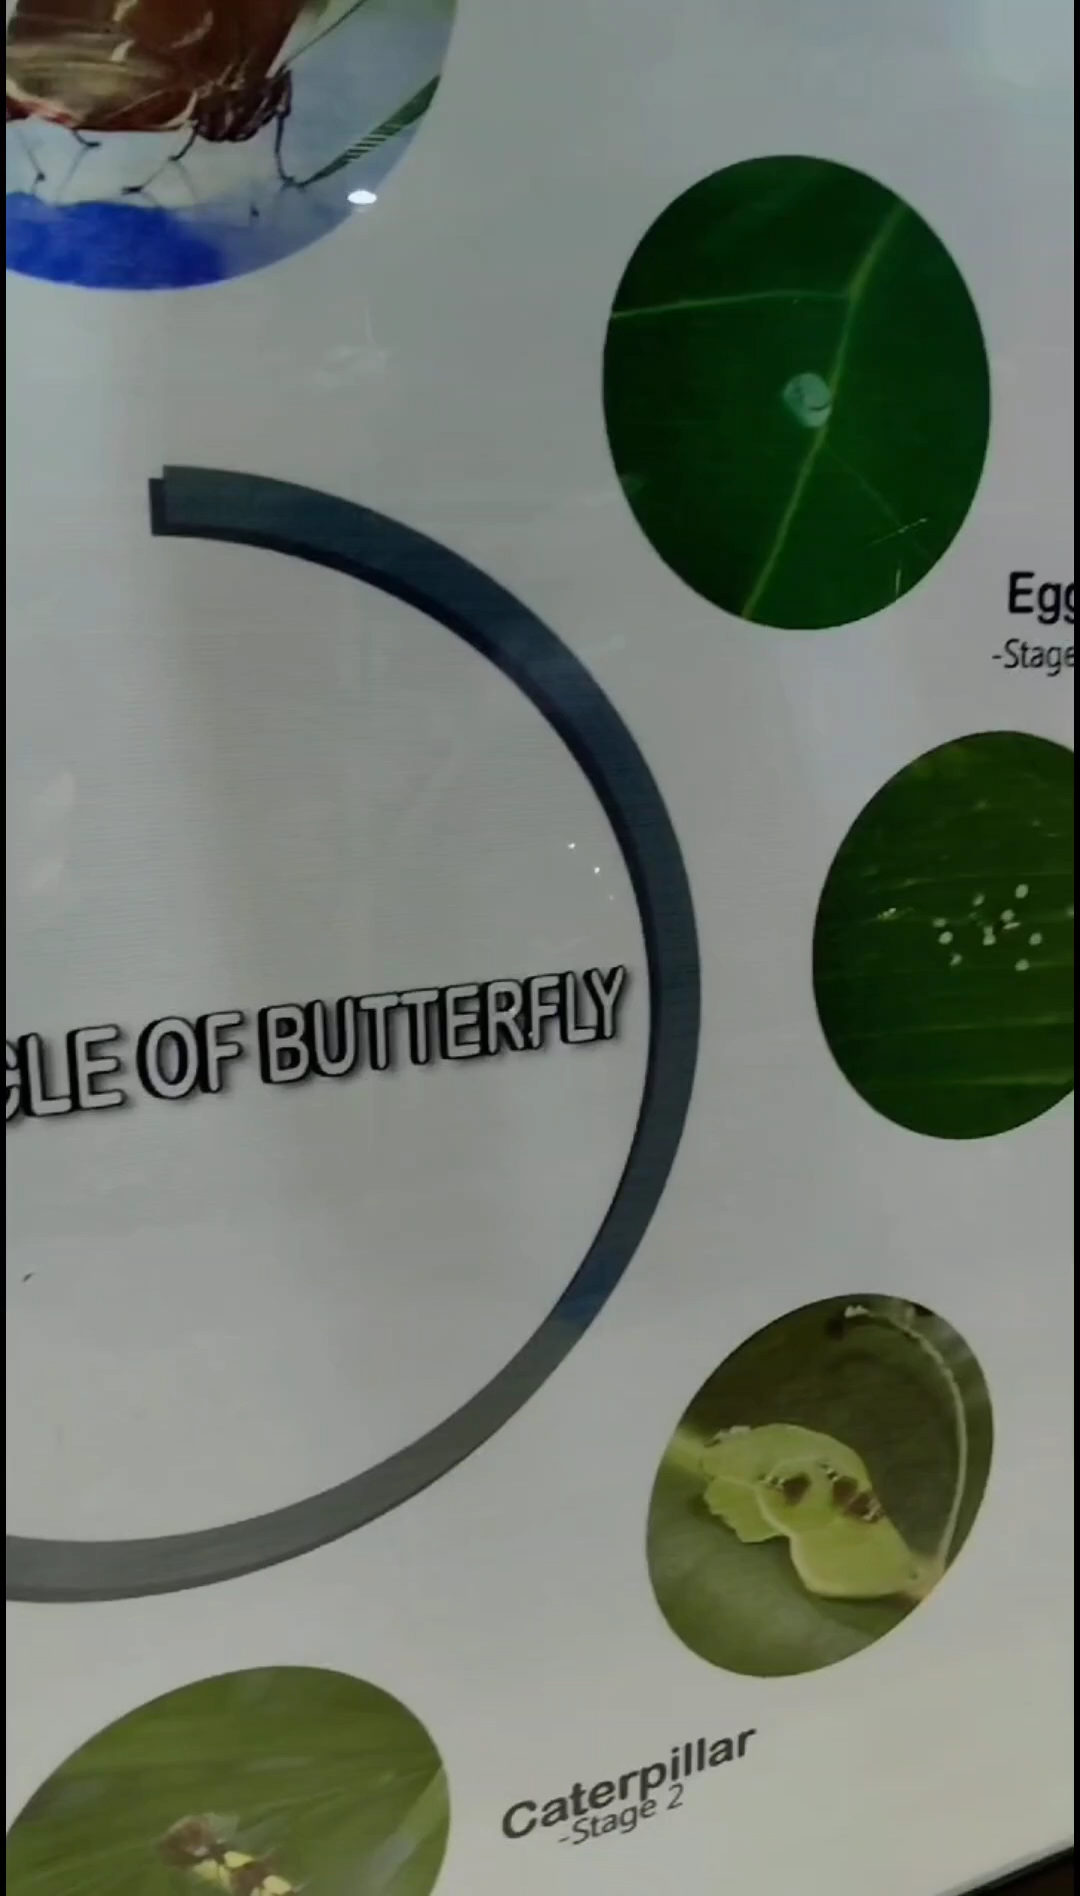 Egg
-Stage
CLE OF BUTTERFLY
Caterpillar
-Stage 2